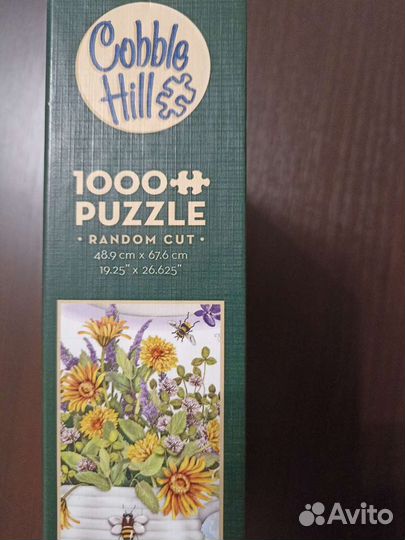 Cobble
Hill
1000
PUZZLE
• RANDOM CUT •
48.9 cm x 67.6 cm
19.25" x 26.625"
Avito